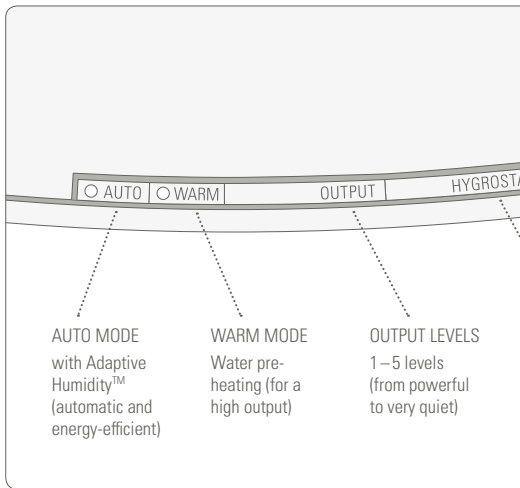 AUTO
WARM
OUTPUT
AUTO MODE
with Adaptive
Humidity™
(automatic and
energy-efficient)
WARM MODE
Water pre-
heating (for a
high output)
OUTPUT LEVELS
1–5 levels
(from powerful
to very quiet)